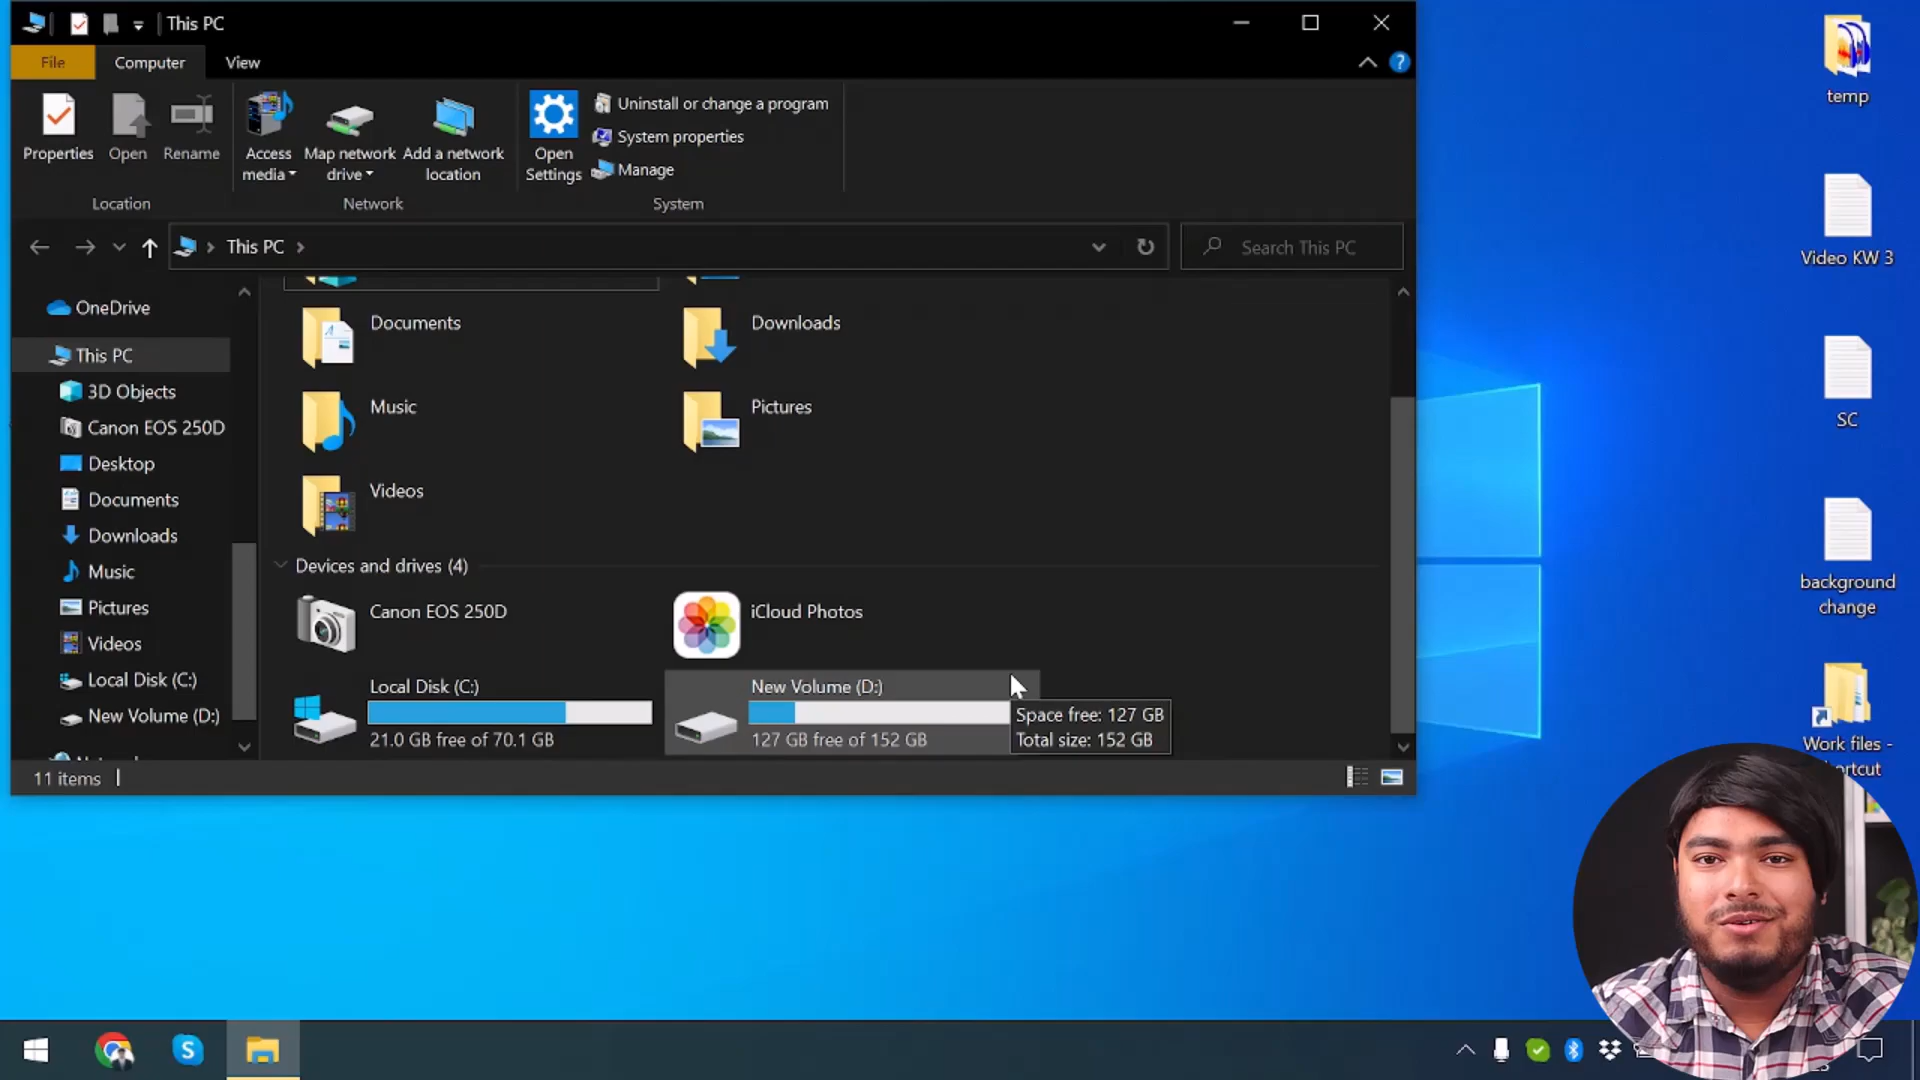 This PC
File
Computer
View
Properties
Open
Rename
Access
media
Map network
drive
Add a network
location
Open
Settings
Uninstall or change a program
System properties
Manage
Location
Network
System
This PC
Search This PC
OneDrive
This PC
3D Objects
Canon EOS 250D
Desktop
Documents
Downloads
Music
Pictures
Videos
Local Disk (C:)
New Volume (D:)
Documents
Downloads
Music
Pictures
Videos
Devices and drives (4)
Canon EOS 250D
iCloud Photos
Local Disk (C:)
21.0 GB free of 70.1 GB
New Volume (D:)
127 GB free of 152 GB
Space free: 127 GB
Total size: 152 GB
11 items
temp
Video KW 3
SC
background
change
Work files -